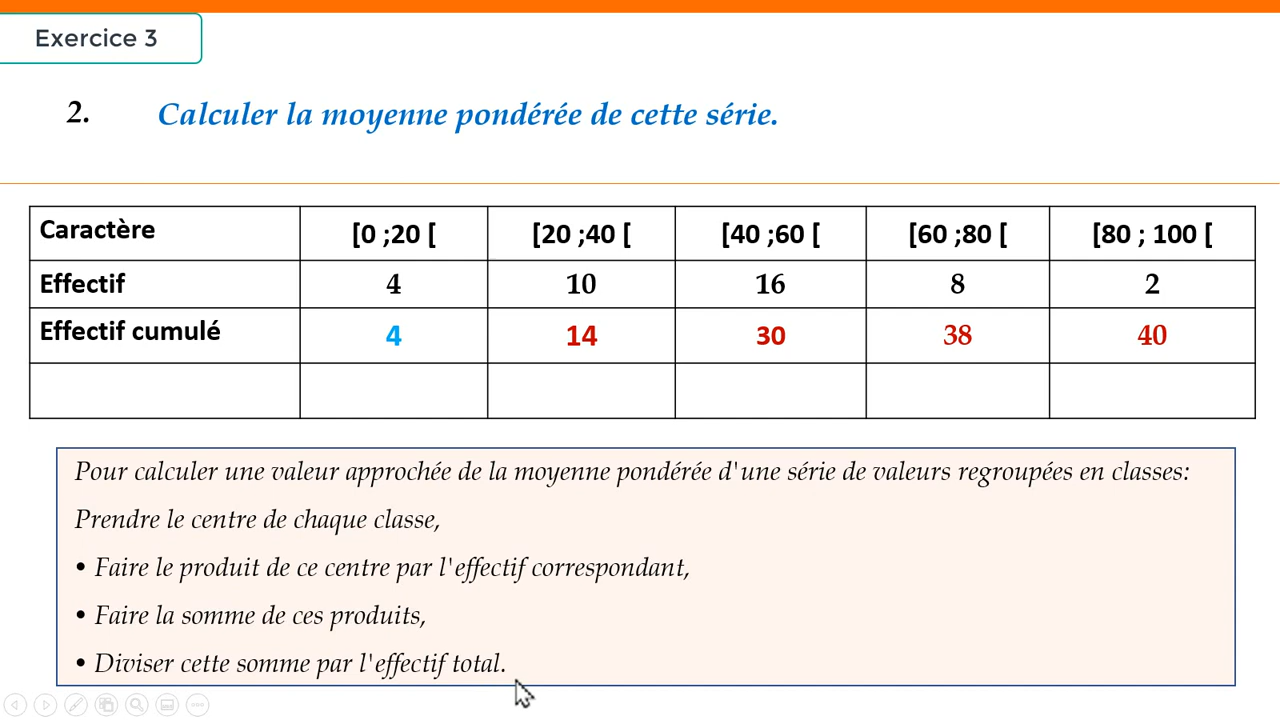 Exercice 3
2. Calculer la moyenne pondérée de cette série.
Caractère [0 ;20 [ [20 ;40 [ [40 ;60 [ [60 ;80 [ [80 ; 100 [
Effectif 4 10 16 8 2
Effectif cumulé 4 14 30 38 40
Pour calculer une valeur approchée de la moyenne pondérée d'une série de valeurs regroupées en classes:
Prendre le centre de chaque classe,
• Faire le produit de ce centre par l'effectif correspondant,
• Faire la somme de ces produits,
• Diviser cette somme par l'effectif total.